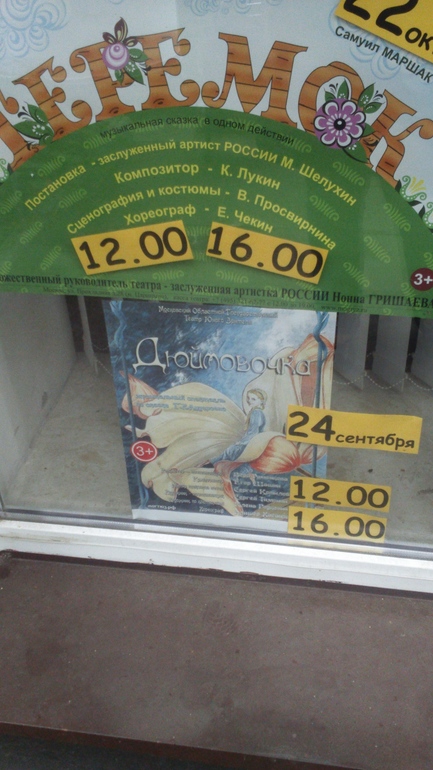 22 ок
Самуил МАРШАК
ТЕРЕМОК
музыкальная сказка в одном действии
Постановка - заслуженный артист РОССИИ М. Шелухин
Композитор - К. Лукин
Сценография и костюмы - В. Просвирнина
Хореограф - Е. Чекин
12.00 16.00
3+
ожественный руководитель театра - заслуженная артистка РОССИИ Нонна ГРИШАЕВА
Дюймовочка
3+
24 сентября
12.00
16.00